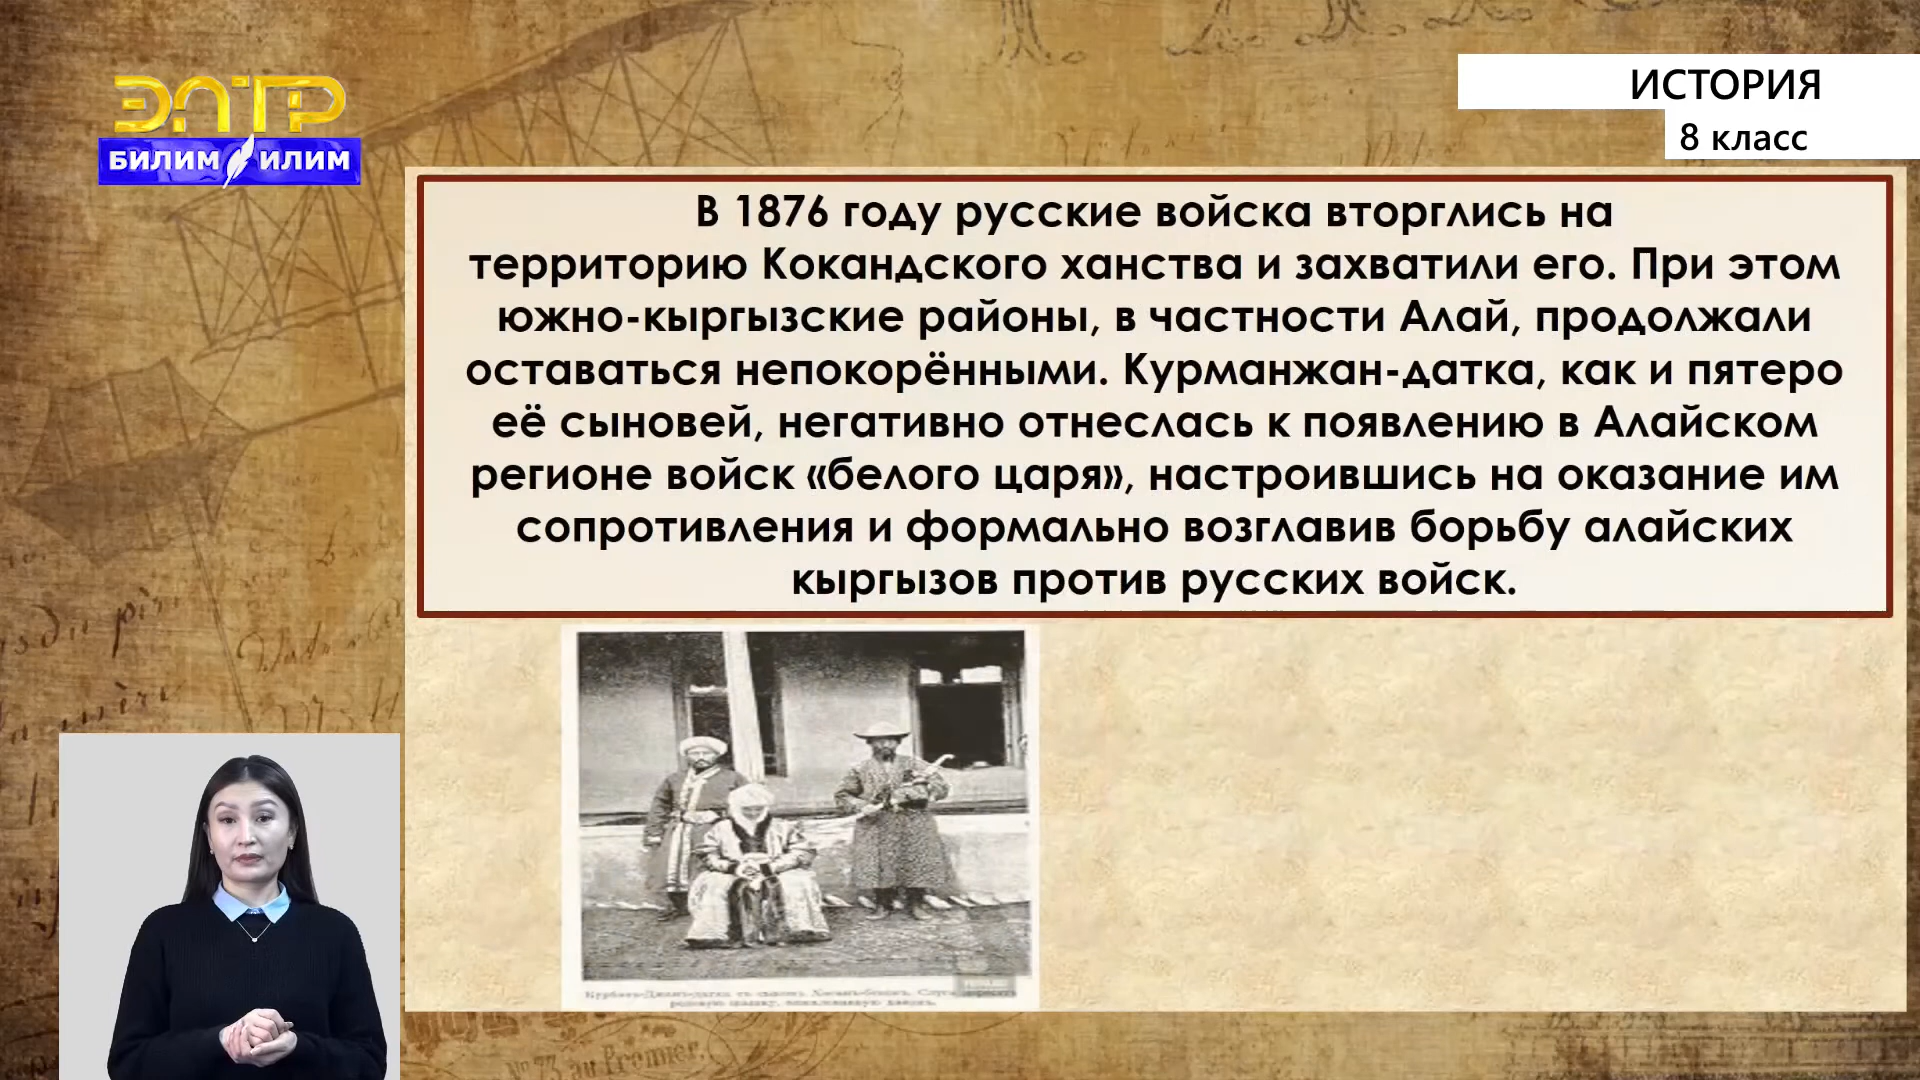 ЭЛТР
БИЛИМ ИЛИМ
ИСТОРИЯ
8 класс
В 1876 году русские войска вторглись на
территорию Кокандского ханства и захватили его. При этом
южно-кыргызские районы, в частности Алай, продолжали
оставаться непокорёнными. Курманжан-датка, как и пятеро
её сыновей, негативно отнеслась к появлению в Алайском
регионе войск «белого царя», настроившись на оказание им
сопротивления и формально возглавив борьбу алайских
кыргызов против русских войск.